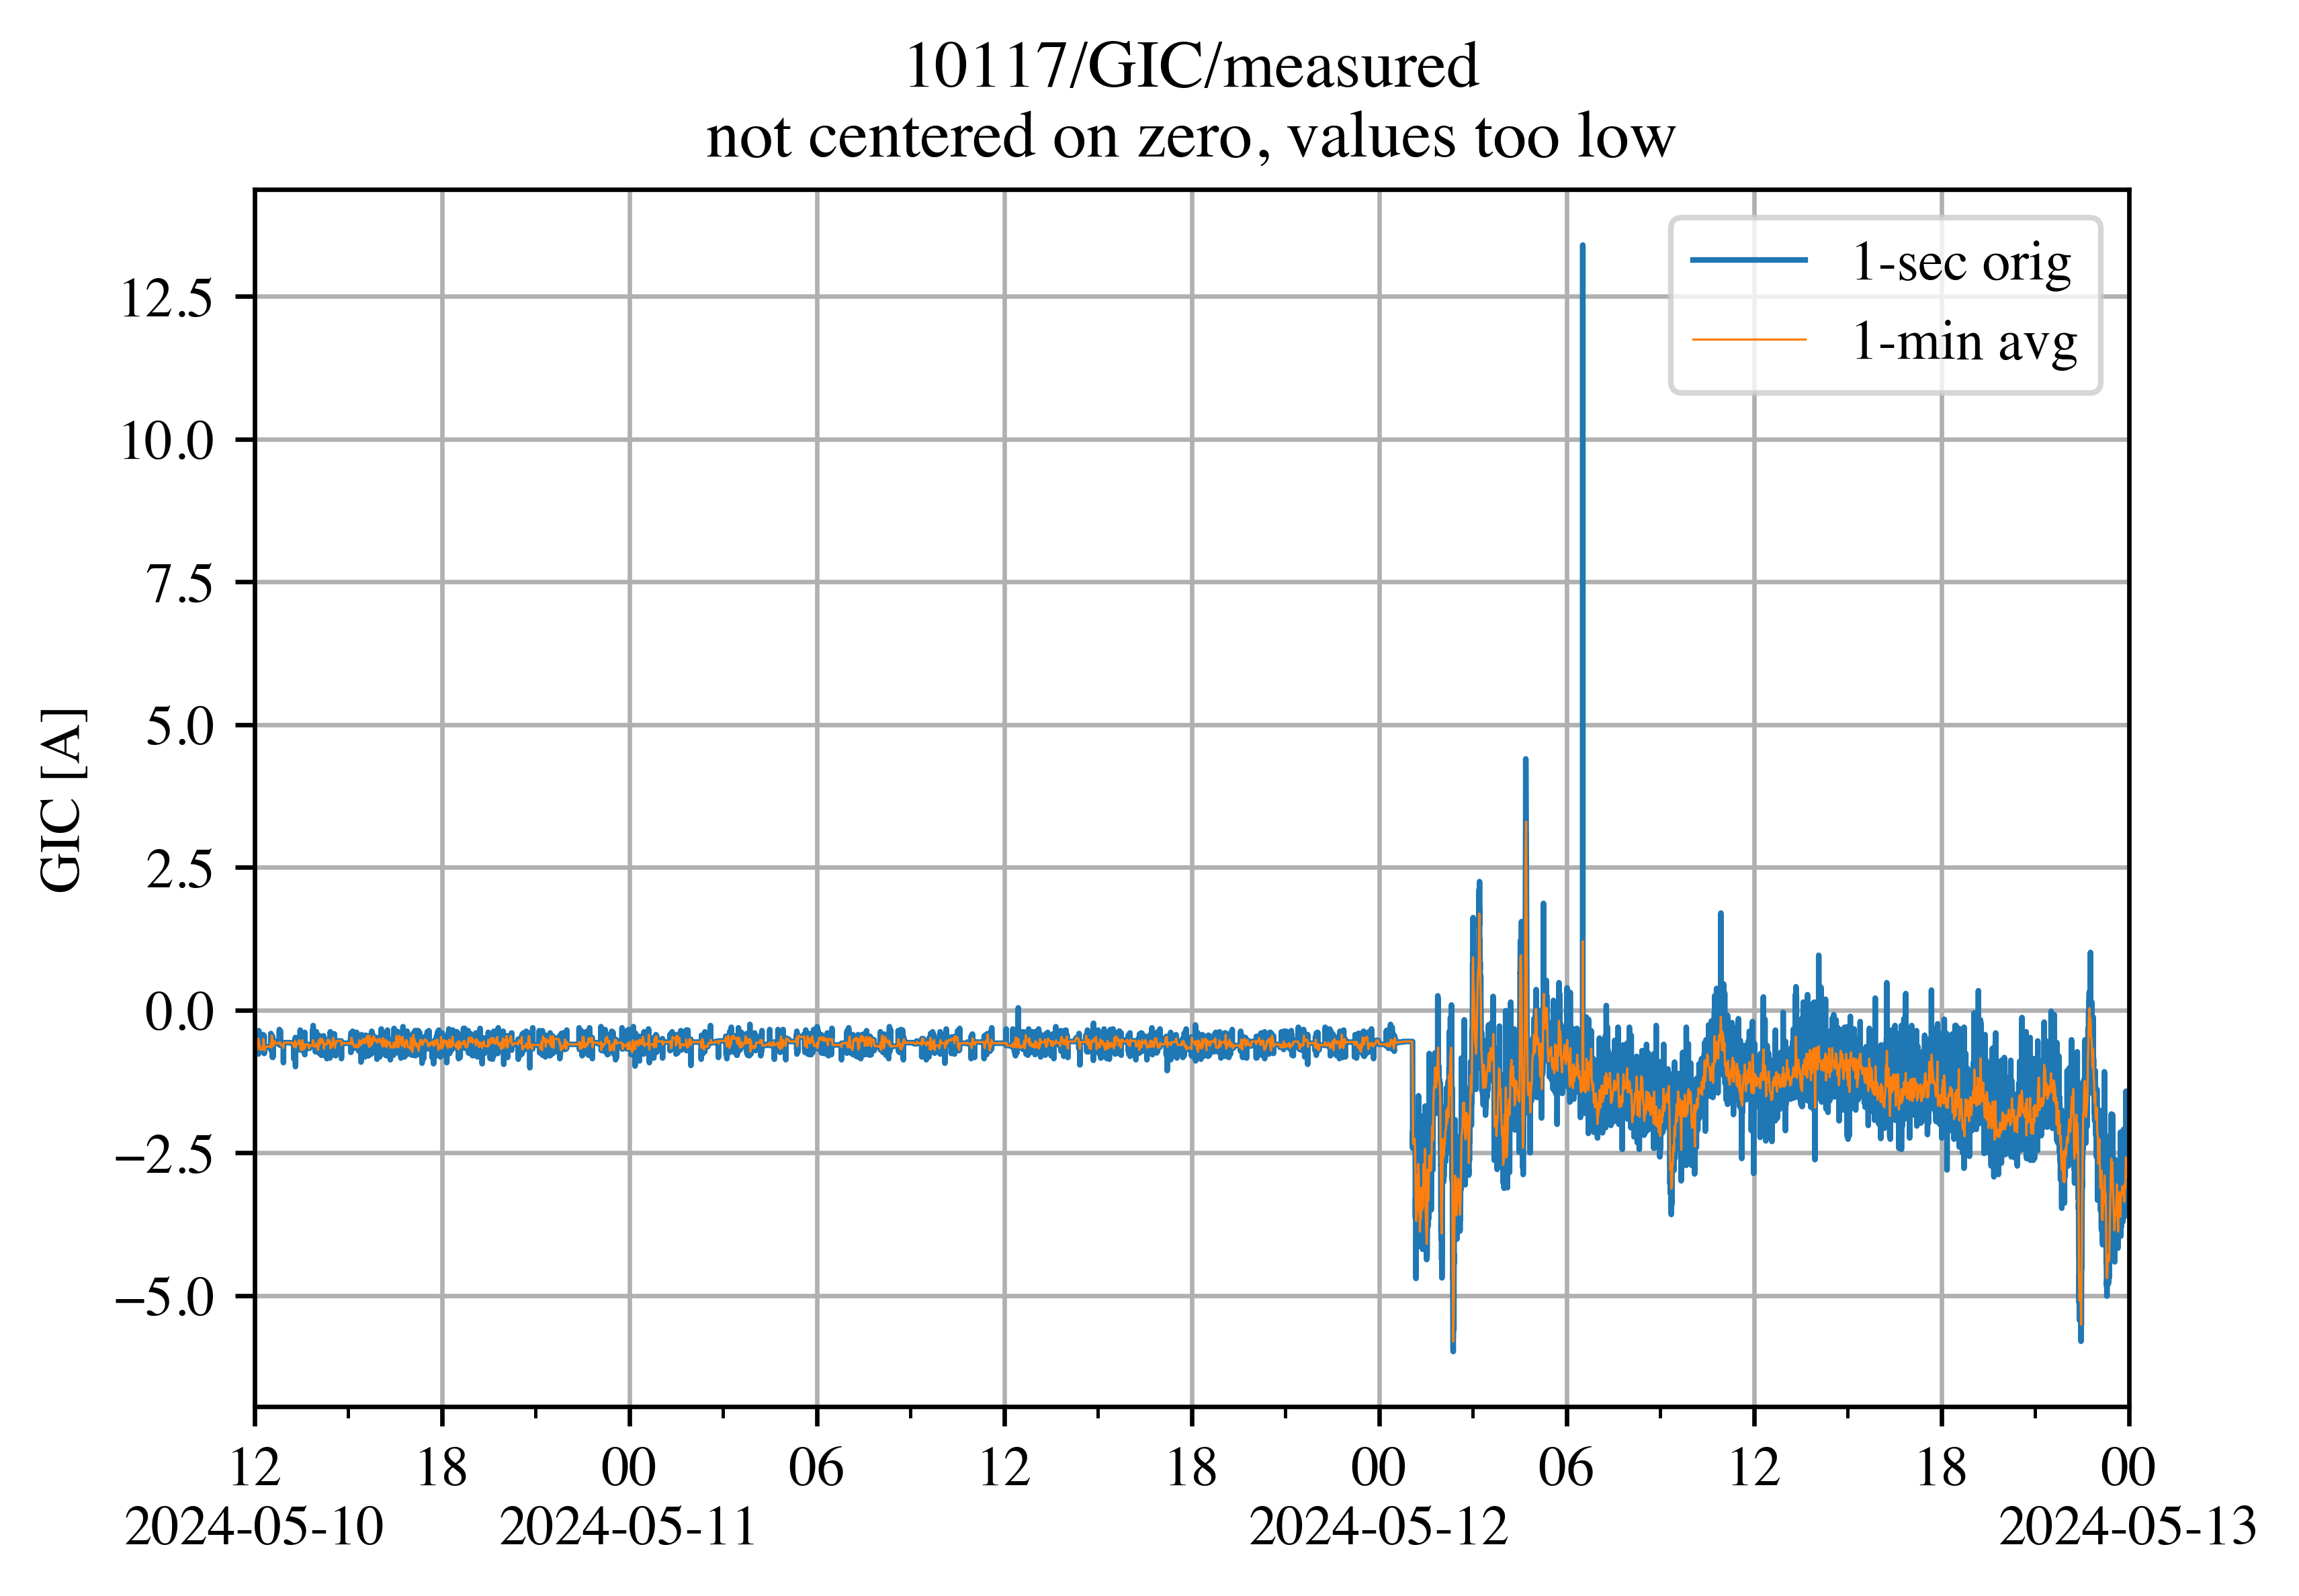 10117/GIC/measured
not centered on zero, values too low
1-sec orig
1-min avg
GIC [A]
12.5
10.0
7.5
5.0
2.5
0.0
−2.5
−5.0
12 18 00 06 12 18 00 06 12 18 00
2024-05-10 2024-05-11 2024-05-12 2024-05-13